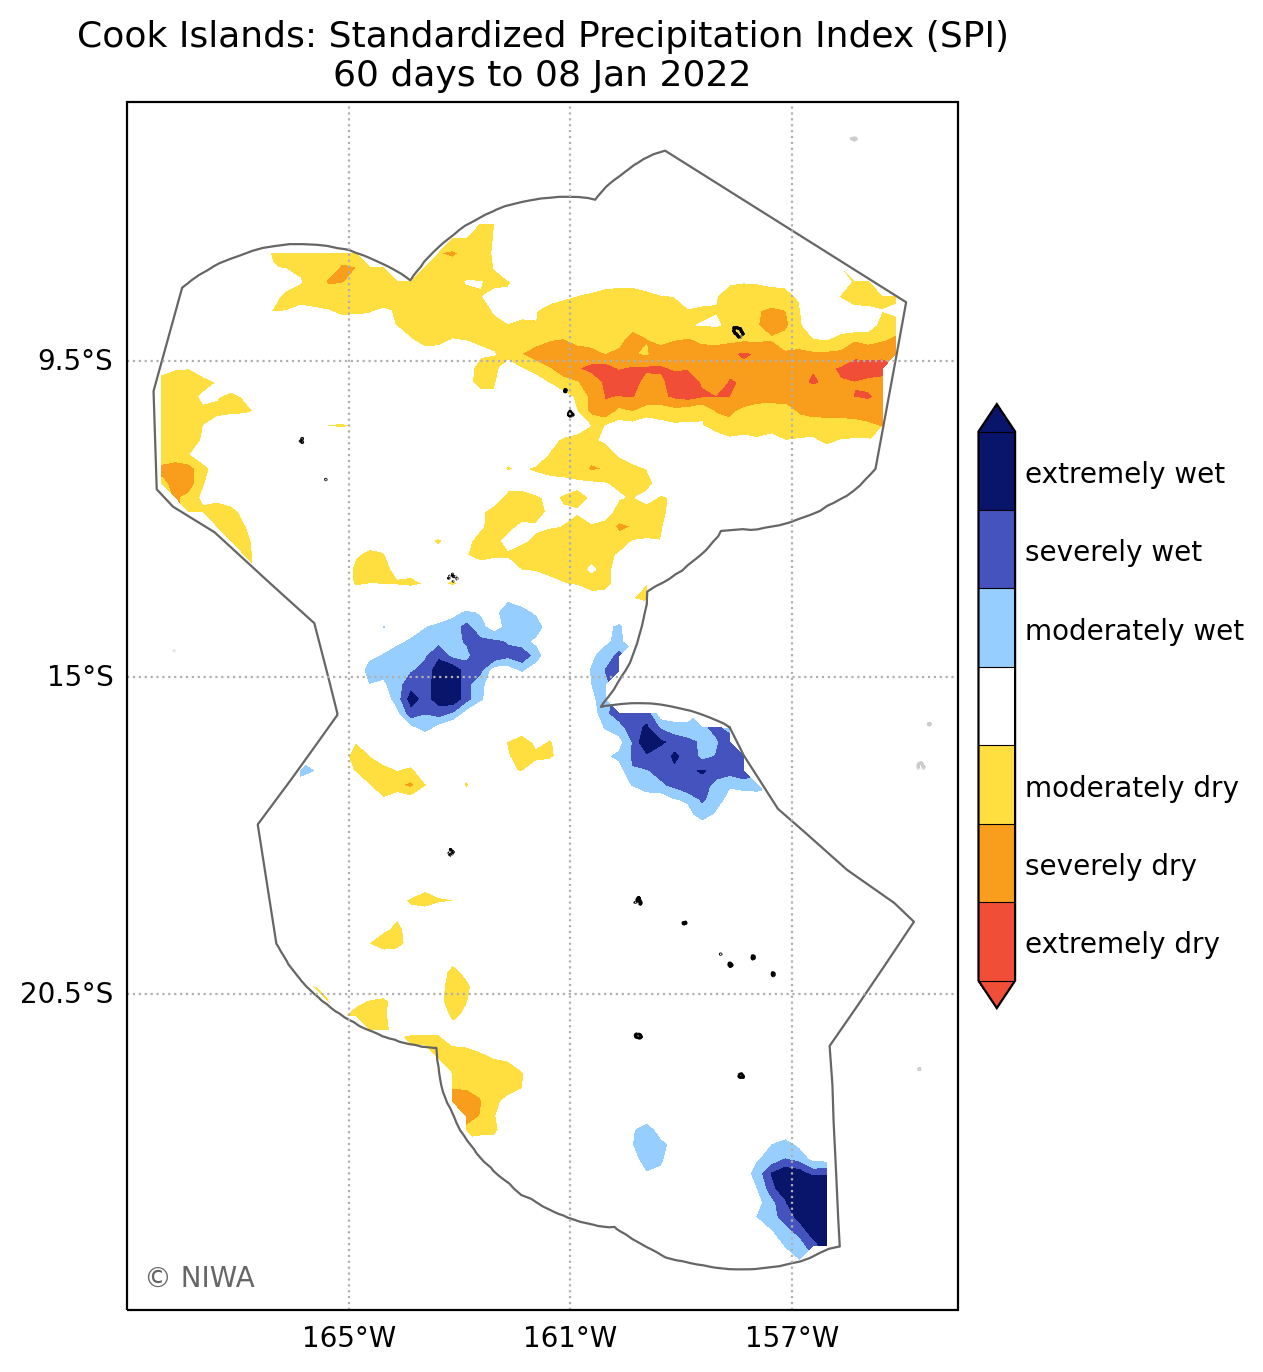 Cook Islands: Standardized Precipitation Index (SPI)
60 days to 08 Jan 2022
9.5°S
15°S
20.5°S
165°W
161°W
157°W
extremely wet
severely wet
moderately wet
moderately dry
severely dry
extremely dry
© NIWA